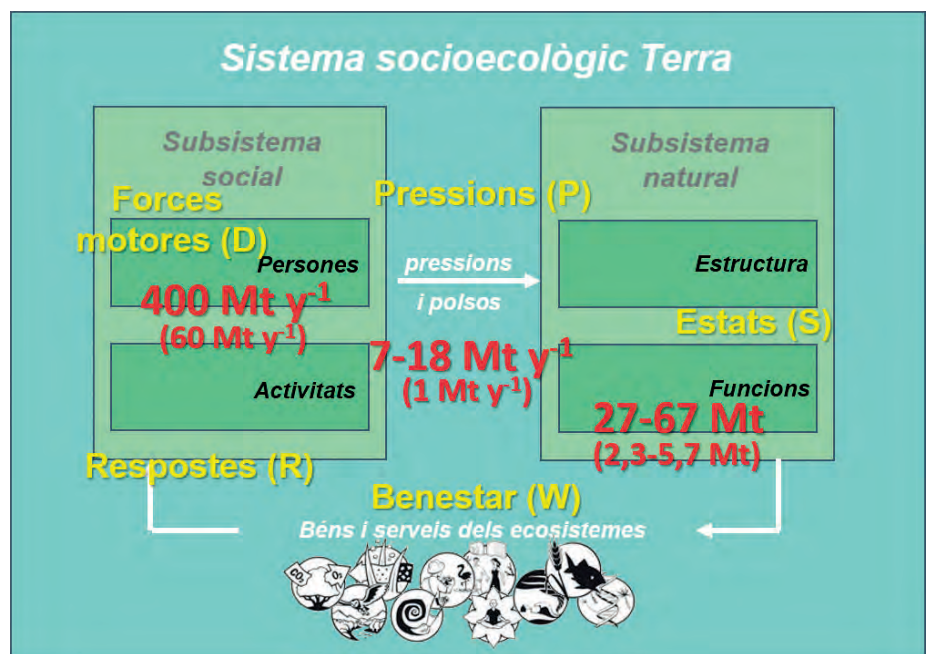 Sistema socioecològic Terra
Subsistema
social
Forces
motores (D)
Persones
400 Mt y⁻¹
(60 Mt y⁻¹)
Activitats
Respostes (R)
Pressions (P)
pressions
i polsos
7-18 Mt y⁻¹
(1 Mt y⁻¹)
Subsistema
natural
Estructura
Estats (S)
Funcions
27-67 Mt
(2,3-5,7 Mt)
Benestar (W)
Béns i serveis dels ecosistemes
CO₂
O₂